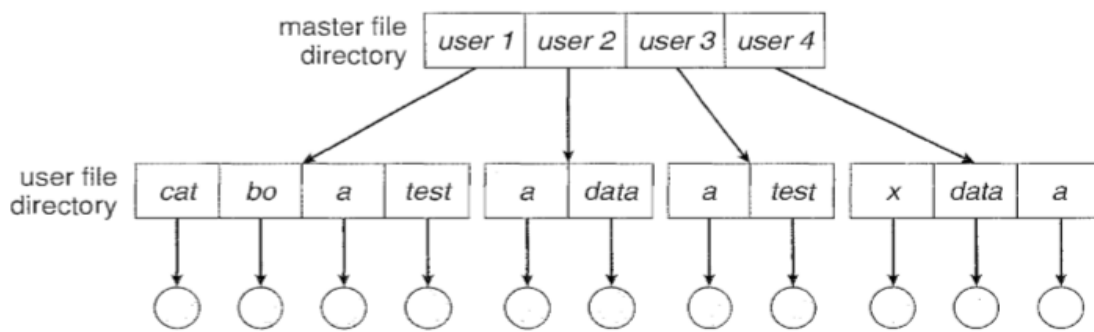 master file directory
user 1 user 2 user 3 user 4
user file directory
cat bo a test a data a test x data a